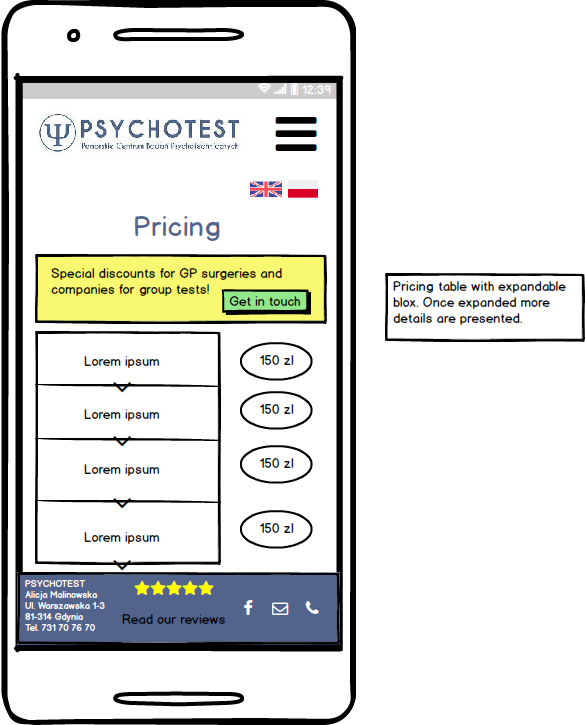 12:39
PSYCHOTEST
Pomorskie Centrum Badań Psychotechnicznych
Pricing
Special discounts for GP surgeries and
companies for group tests!
Get in touch
Lorem ipsum
150 zl
Lorem ipsum
150 zl
Lorem ipsum
150 zl
Lorem ipsum
150 zl
PSYCHOTEST
Alicja Malinowska
Ul. Warszawska 1-3
81-314 Gdynia
Tel. 731 70 76 70
Read our reviews
Pricing table with expandable
blox. Once expanded more
details are presented.